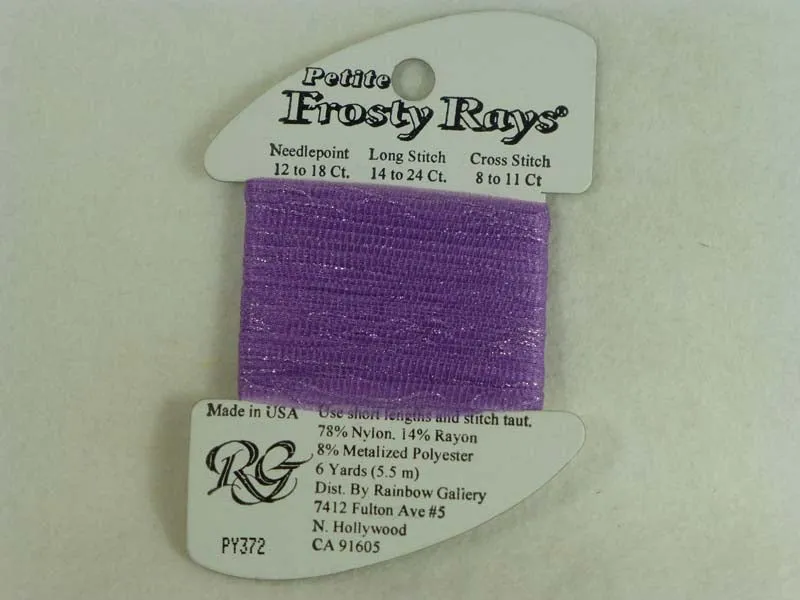 Petite
Frosty Rays®
Needlepoint Long Stitch Cross Stitch
12 to 18 Ct. 14 to 24 Ct. 8 to 11 Ct
Made in USA
RG
PY372
Use short lengths and stitch taut.
78% Nylon, 14% Rayon
8% Metalized Polyester
6 Yards (5.5 m)
Dist. By Rainbow Gallery
7412 Fulton Ave #5
N. Hollywood
CA 91605